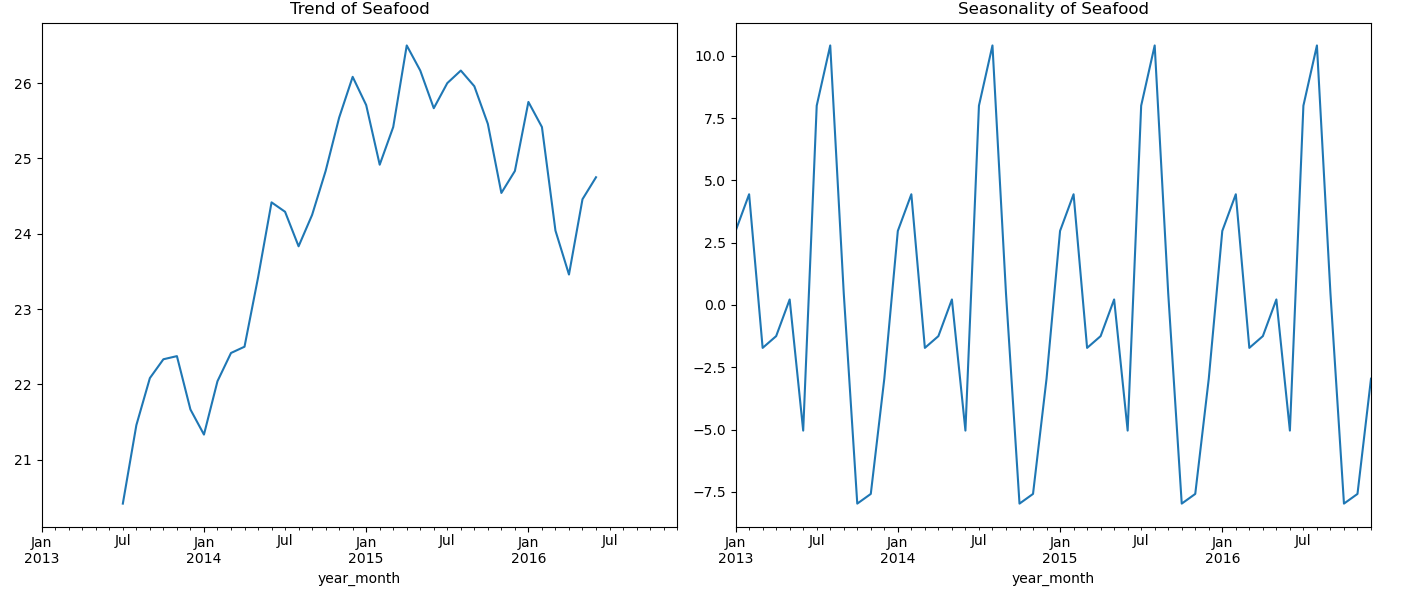 Trend of Seafood
26
25
24
23
22
21
Jan Jul Jan Jul Jan Jul Jan Jul
2013 2014 2015 2016
year_month
Seasonality of Seafood
10.0
7.5
5.0
2.5
0.0
−2.5
−5.0
−7.5
Jan Jul Jan Jul Jan Jul Jan Jul
2013 2014 2015 2016
year_month